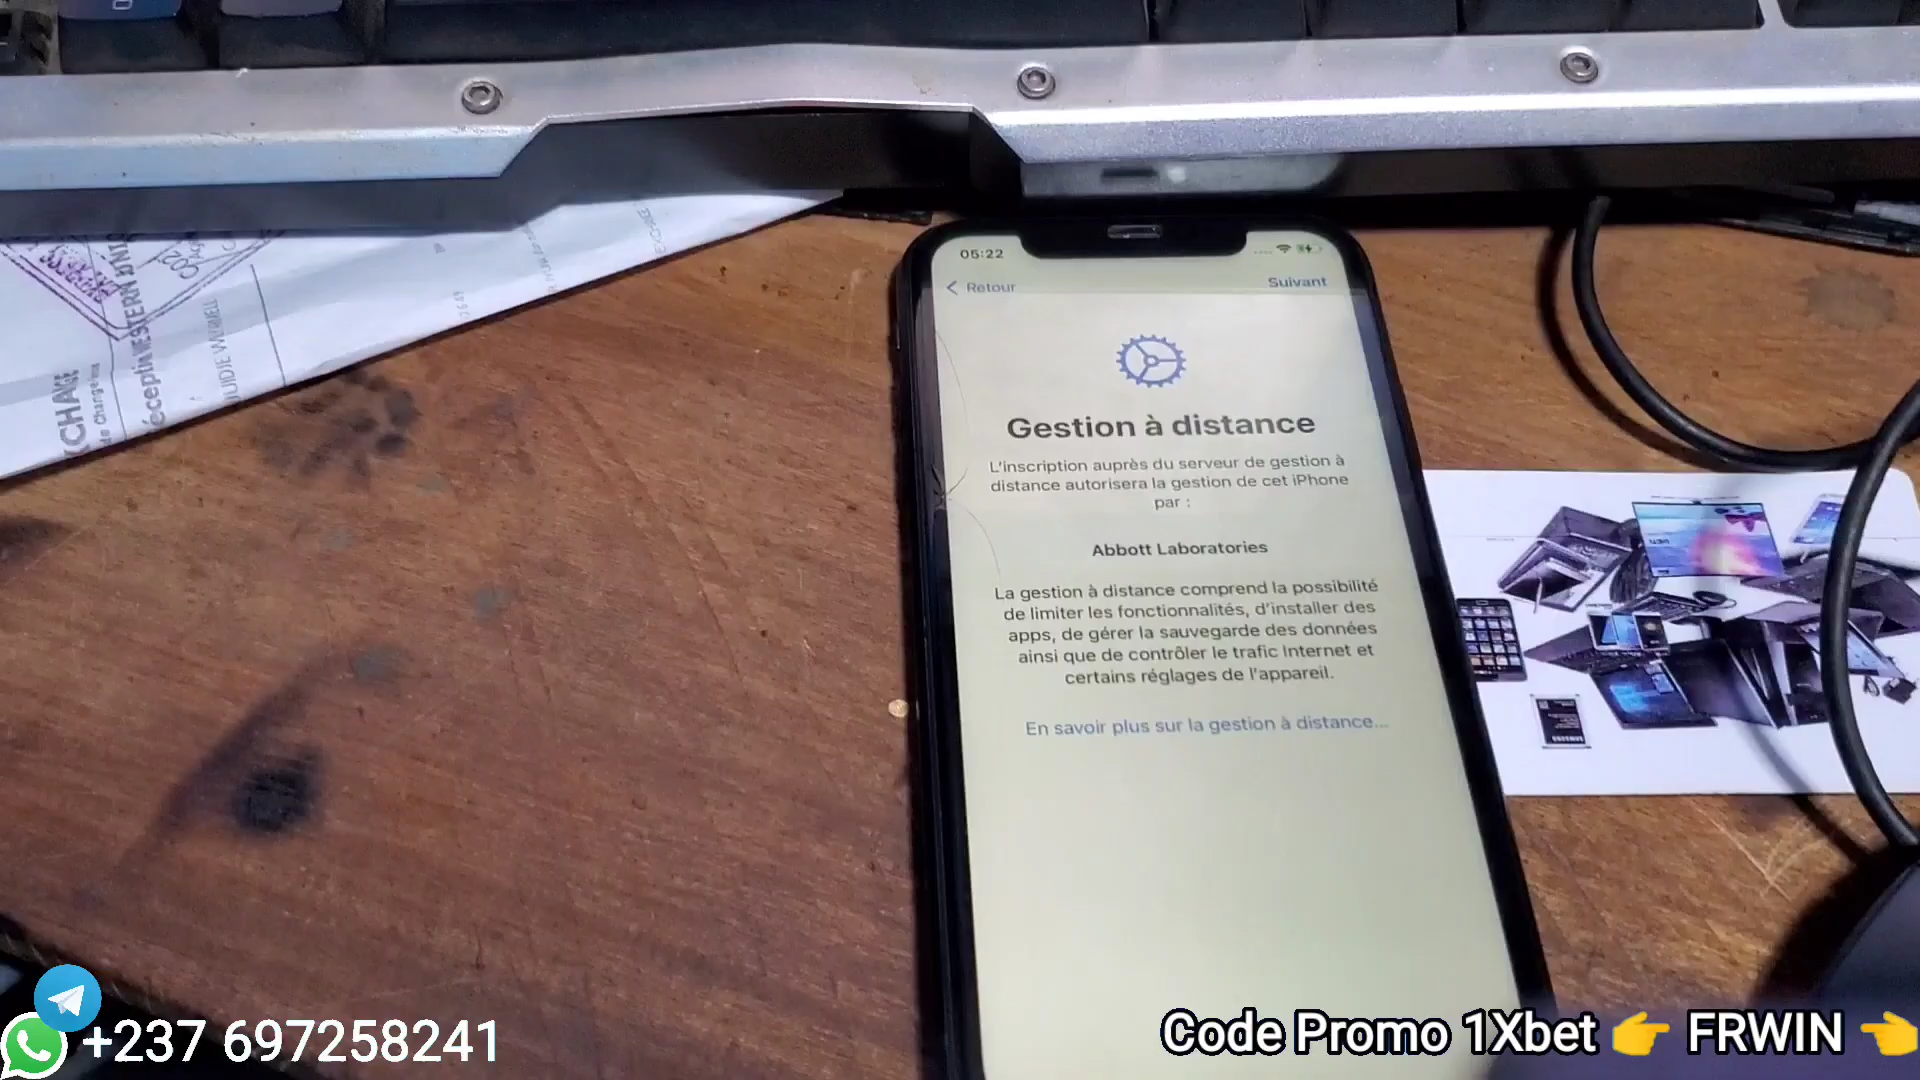 05:22
Retour
Suivant
Gestion à distance
L'inscription auprès du serveur de gestion à
distance autorisera la gestion de cet iPhone
par :
Abbott Laboratories
La gestion à distance comprend la possibilité
de limiter les fonctionnalités, d'installer des
apps, de gérer la sauvegarde des données
ainsi que de contrôler le trafic Internet et
certains réglages de l'appareil.
En savoir plus sur la gestion à distance...
+237 697258241
Code Promo 1Xbet 👉 FRWIN 👈